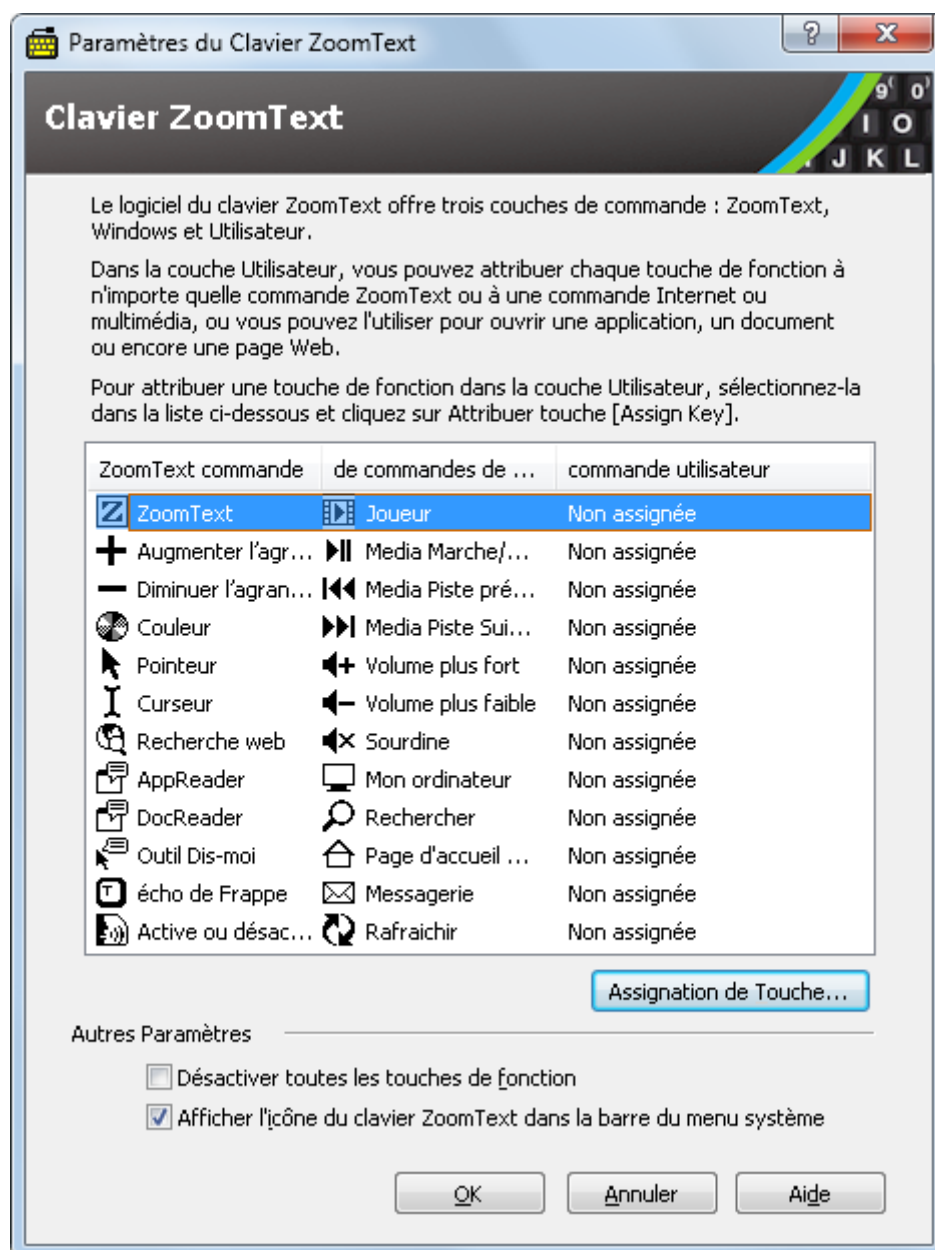 Paramètres du Clavier ZoomText
Clavier ZoomText
9( 0)
I O
J K L
Le logiciel du clavier ZoomText offre trois couches de commande : ZoomText,
Windows et Utilisateur.
Dans la couche Utilisateur, vous pouvez attribuer chaque touche de fonction à
n'importe quelle commande ZoomText ou à une commande Internet ou
multimédia, ou vous pouvez l'utiliser pour ouvrir une application, un document
ou encore une page Web.
Pour attribuer une touche de fonction dans la couche Utilisateur, sélectionnez-la
dans la liste ci-dessous et cliquez sur Attribuer touche [Assign Key].
ZoomText commande de commandes de ... commande utilisateur
ZoomText Joueur Non assignée
Augmenter l'agr... Media Marche/... Non assignée
Diminuer l'agran... Media Piste pré... Non assignée
Couleur Media Piste Sui... Non assignée
Pointeur Volume plus fort Non assignée
Curseur Volume plus faible Non assignée
Recherche web Sourdine Non assignée
AppReader Mon ordinateur Non assignée
DocReader Rechercher Non assignée
Outil Dis-moi Page d'accueil ... Non assignée
écho de Frappe Messagerie Non assignée
Active ou désac... Rafraichir Non assignée
Assignation de Touche...
Autres Paramètres
Désactiver toutes les touches de fonction
Afficher l'icône du clavier ZoomText dans la barre du menu système
OK Annuler Aide